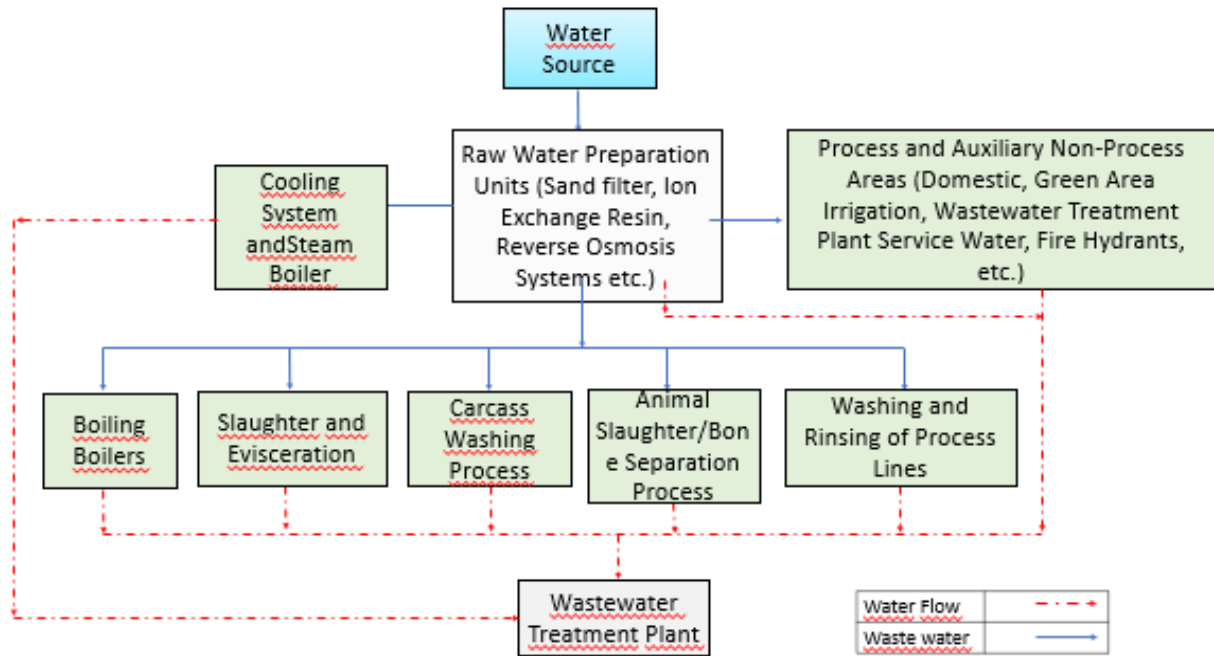 Water
Source
Raw Water Preparation
Units (Sand filter, Ion
Exchange Resin,
Reverse Osmosis
Systems etc.)
Process and Auxiliary Non-Process
Areas (Domestic, Green Area
Irrigation, Wastewater Treatment
Plant Service Water, Fire Hydrants,
etc.)
Cooling
System
andSteam
Boiler
Boiling
Boilers
Slaughter and
Evisceration
Carcass
Washing
Process
Animal
Slaughter/Bon
e Separation
Process
Washing and
Rinsing of Process
Lines
Wastewater
Treatment Plant
Water Flow
Waste water